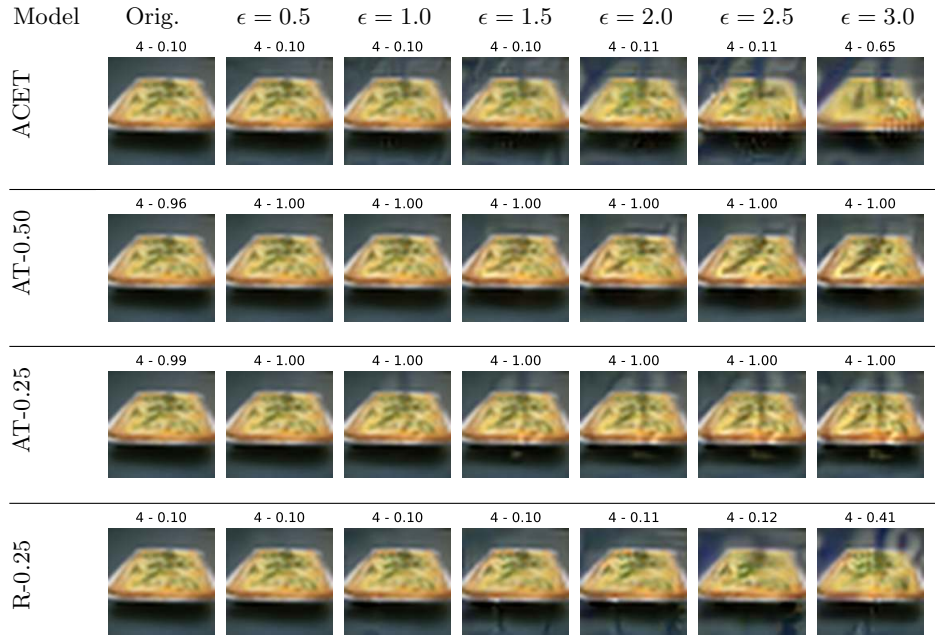 Model Orig. ϵ = 0.5 ϵ = 1.0 ϵ = 1.5 ϵ = 2.0 ϵ = 2.5 ϵ = 3.0
ACET
4 - 0.10 4 - 0.10 4 - 0.10 4 - 0.10 4 - 0.11 4 - 0.11 4 - 0.65
AT-0.50
4 - 0.96 4 - 1.00 4 - 1.00 4 - 1.00 4 - 1.00 4 - 1.00 4 - 1.00
AT-0.25
4 - 0.99 4 - 1.00 4 - 1.00 4 - 1.00 4 - 1.00 4 - 1.00 4 - 1.00
R-0.25
4 - 0.10 4 - 0.10 4 - 0.10 4 - 0.10 4 - 0.11 4 - 0.12 4 - 0.41